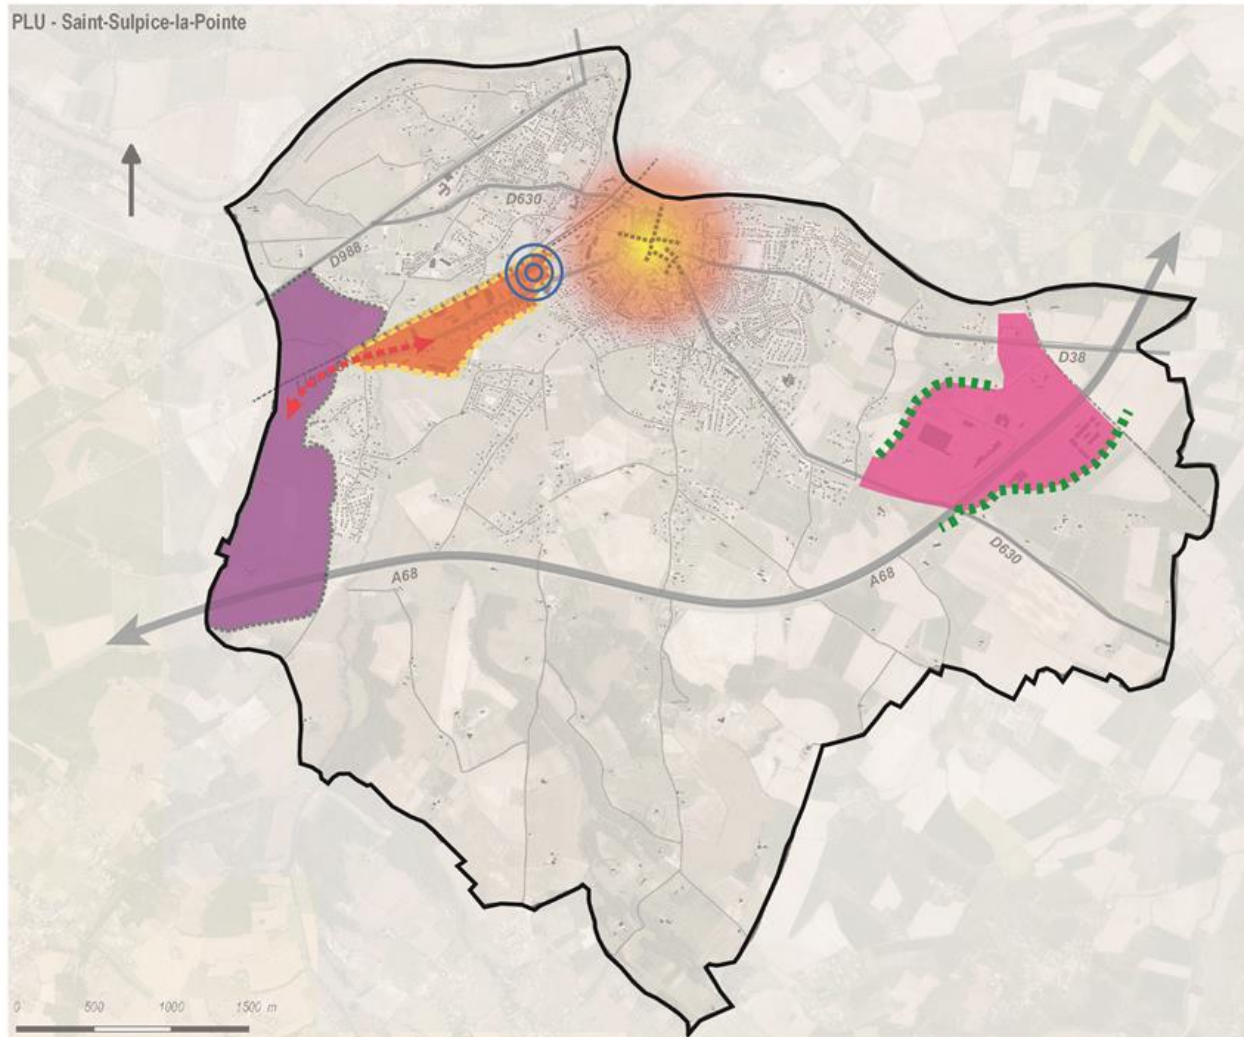 PLU - Saint-Sulpice-la-Pointe
D630
D988
D38
D630
A68
A68
0 500 1000 1500 m